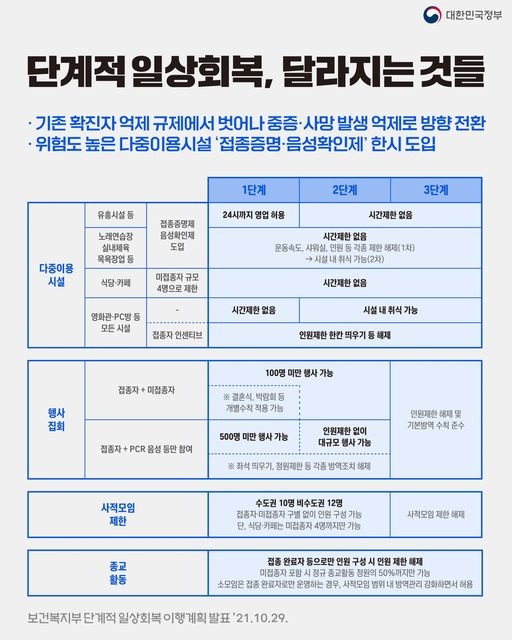 대한민국정부
단계적 일상회복, 달라지는 것들
· 기존 확진자 억제 규제에서 벗어나 중증·사망 발생 억제로 방향 전환
· 위험도 높은 다중이용시설 ‘접종증명·음성확인제’ 한시 도입
1단계 2단계 3단계
다중이용
시설
유흥시설 등
접종증명제
음성확인제
도입
24시까지 영업 허용
시간제한 없음
노래연습장
실내체육
목욕장업 등
시간제한 없음
운동속도, 샤워실, 인원 등 각종 제한 해제(1차)
→ 시설 내 취식 가능(2차)
식당·카페
미접종자 규모
4명으로 제한
시간제한 없음
영화관·PC방 등
모든 시설
-
시간제한 없음
시설 내 취식 가능
접종자 인센티브
인원제한 한칸 띄우기 등 해제
행사
집회
접종자 + 미접종자
100명 미만 행사 가능
※ 결혼식, 박람회 등
개별수칙 적용 가능
인원제한 해제 및
기본방역 수칙 준수
접종자 + PCR 음성 등만 참여
500명 미만 행사 가능
인원제한 없이
대규모 행사 가능
※ 좌석 띄우기, 정원제한 등 각종 방역조치 해제
사적모임
제한
수도권 10명 비수도권 12명
접종자·미접종자 구별 없이 인원 구성 가능
단, 식당·카페는 미접종자 4명까지만 가능
사적모임 제한 해제
종교
활동
접종 완료자 등으로만 인원 구성 시 인원 제한 해제
미접종자 포함 시 정규 종교활동 정원의 50%까지만 가능
소모임은 접종 완료자만으로 운영하는 경우, 사적모임 범위 내 방역관리 강화하면서 허용
보건복지부 단계적 일상회복 이행계획 발표 ’21.10.29.